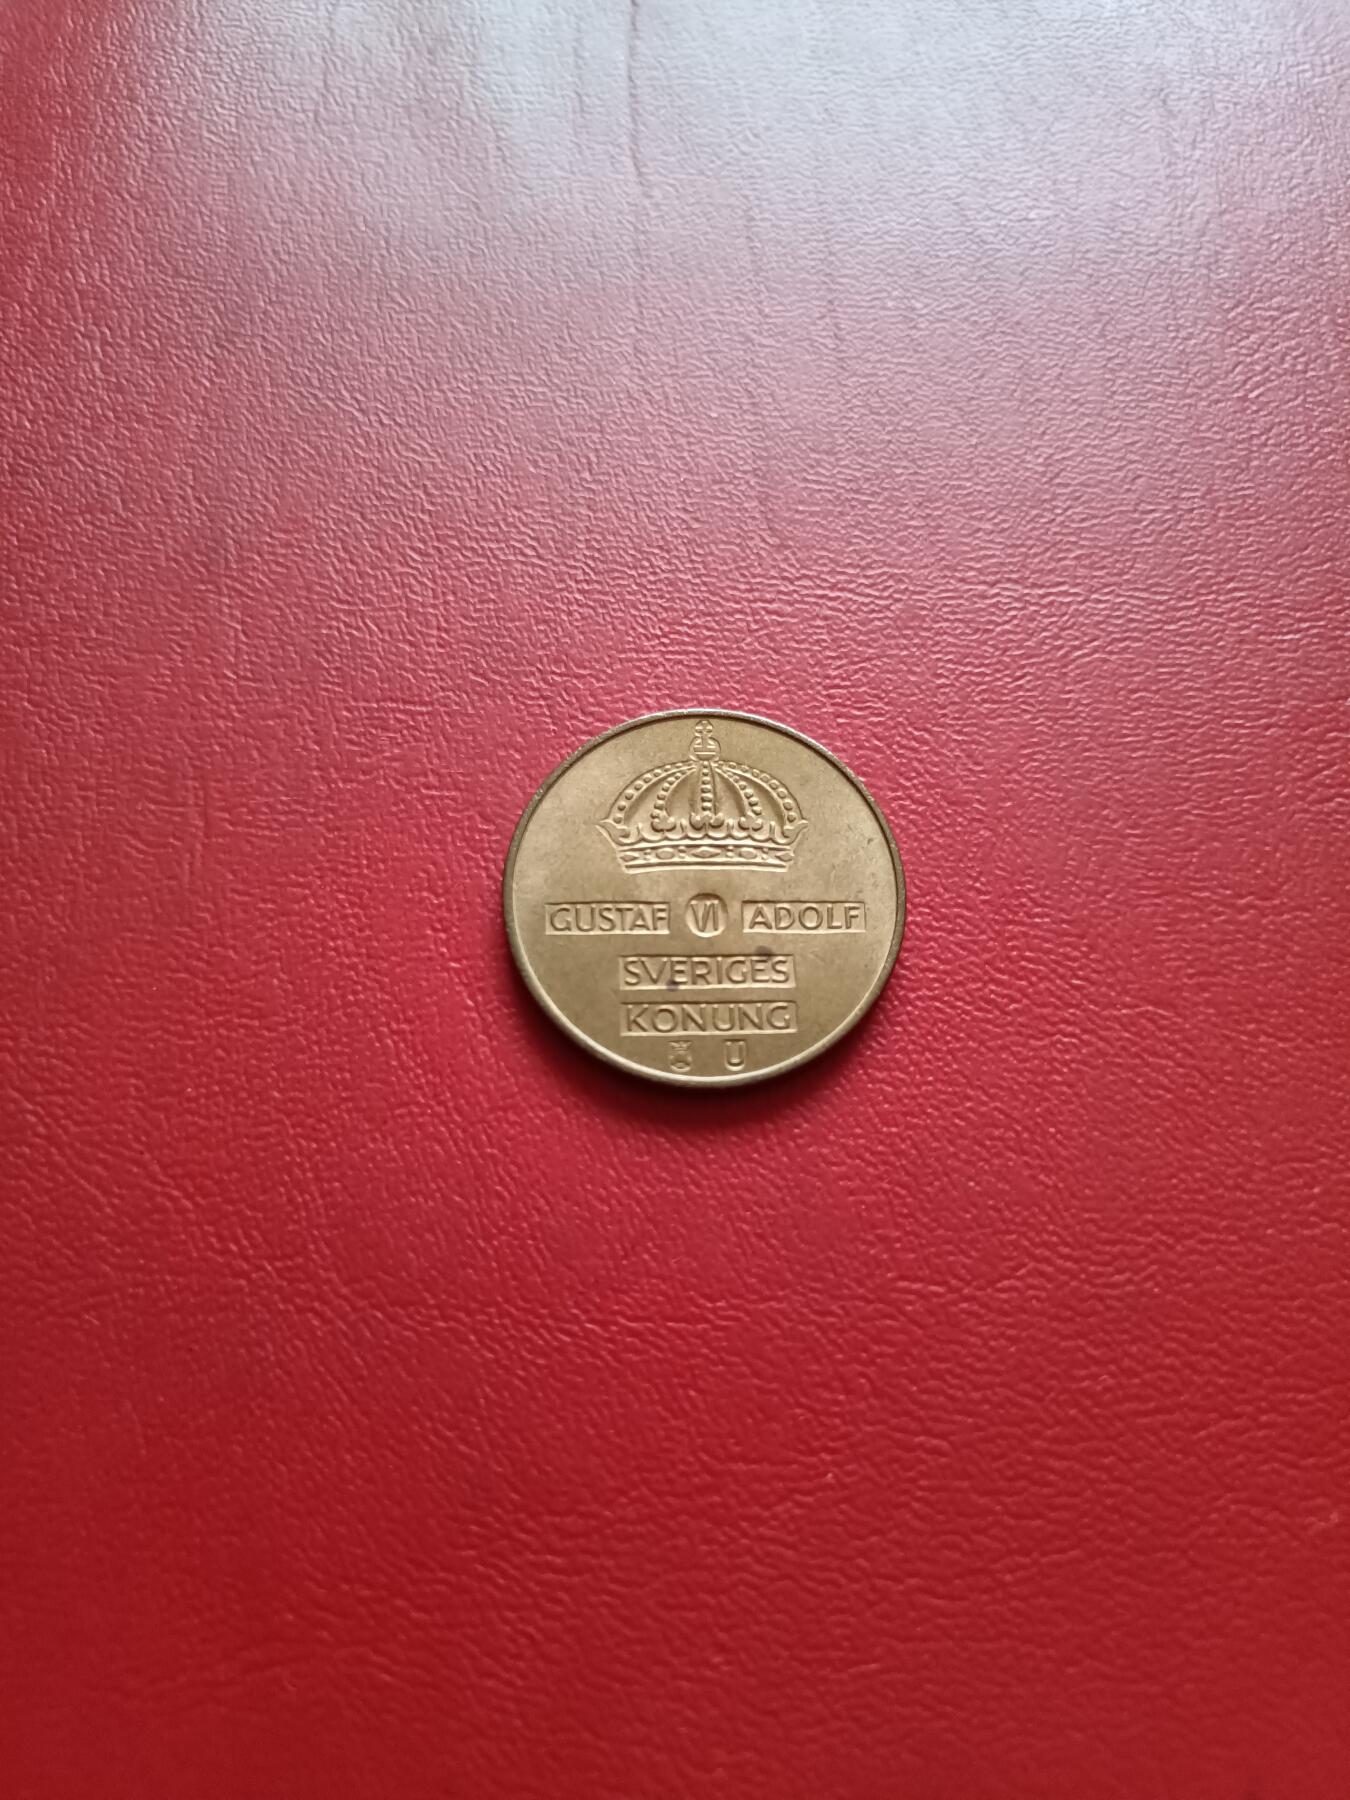 GUSTAF VI ADOLF
SVERIGES
KONUNG
U